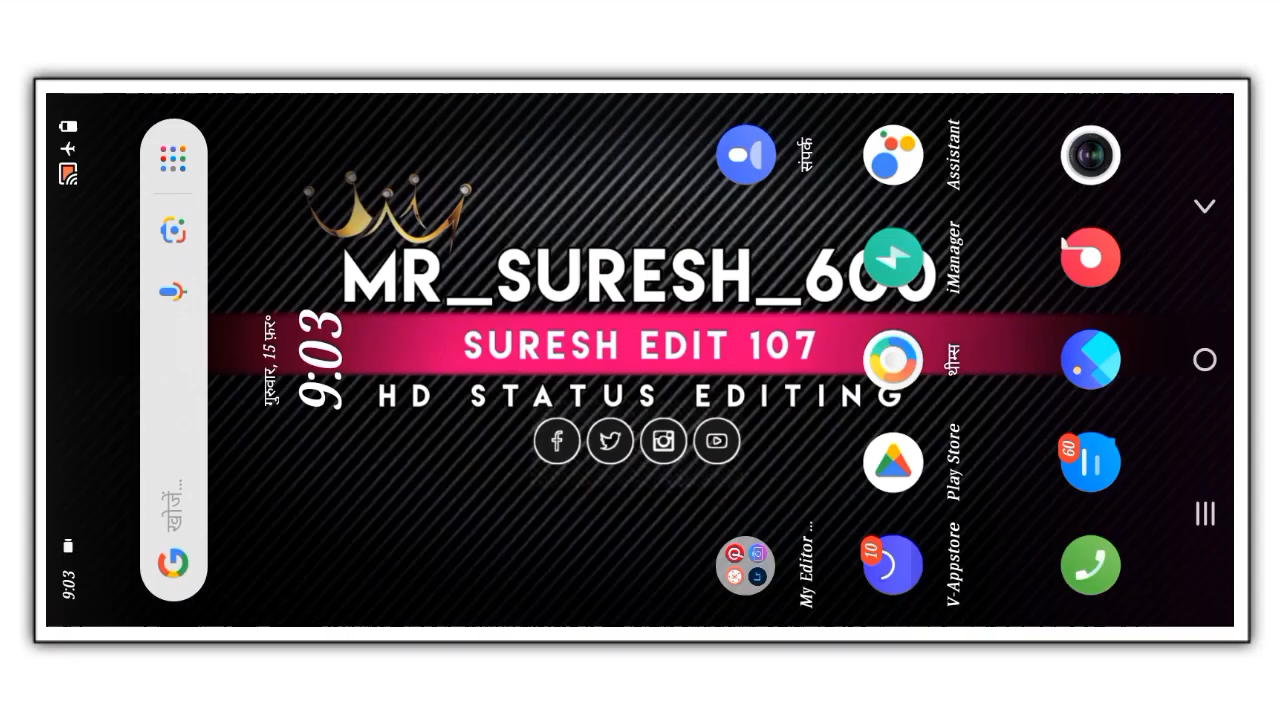 9:03
खोजें...
गुरुवार, 15 फ़र॰
9:03
MR_SURESH_600
SURESH EDIT 107
HD STATUS EDITING
My Editor ...
संपर्क
10
V-Appstore
Play Store
थीम्स
iManager
Assistant
60